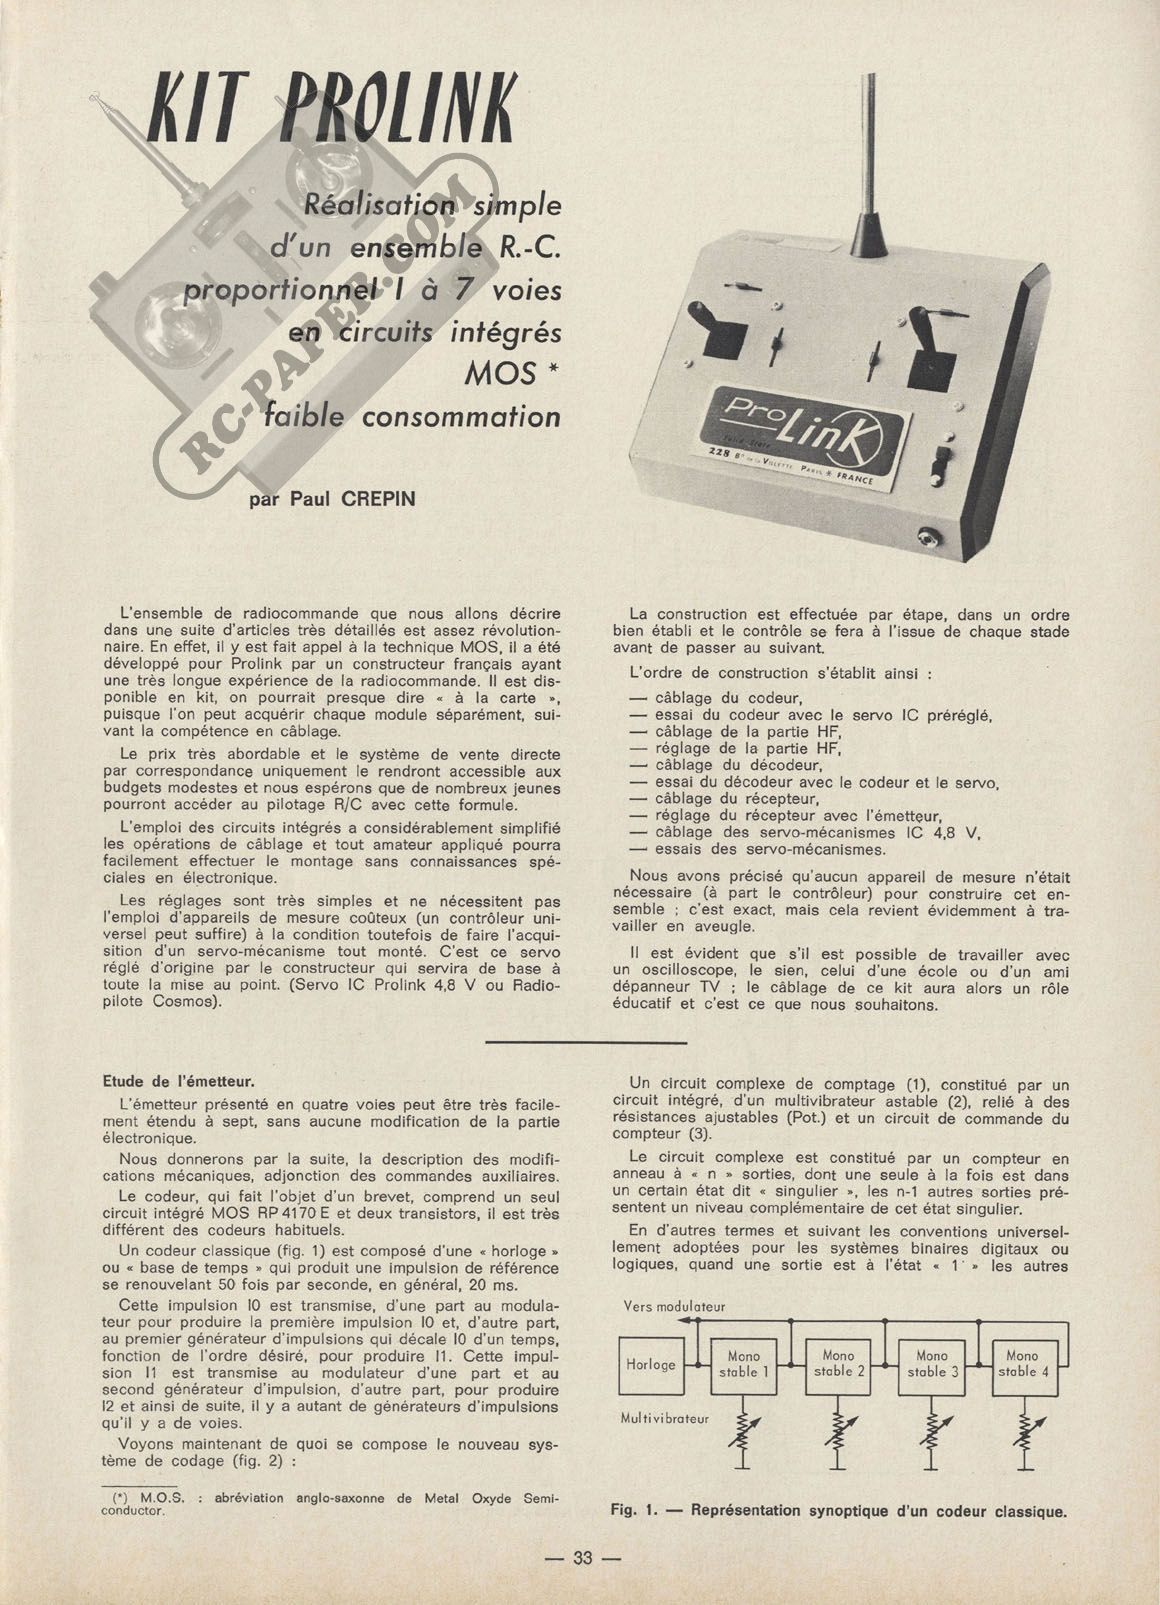 KIT PROLINK
Réalisation simple
d'un ensemble R.-C.
proportionnel 1 à 7 voies
en circuits intégrés
MOS *
faible consommation
par Paul CREPIN
RC-PAPER.COM
ProLinK
228 Bd de la VILLETTE PARIS * FRANCE
L'ensemble de radiocommande que nous allons décrire
dans une suite d'articles très détaillés est assez révolution-
naire. En effet, il y est fait appel à la technique MOS, il a été
développé pour Prolink par un constructeur français ayant
une très longue expérience de la radiocommande. Il est dis-
ponible en kit, on pourrait presque dire « à la carte »,
puisque l'on peut acquérir chaque module séparément, sui-
vant la compétence en câblage.
Le prix très abordable et le système de vente directe
par correspondance uniquement le rendront accessible aux
budgets modestes et nous espérons que de nombreux jeunes
pourront accéder au pilotage R/C avec cette formule.
L'emploi des circuits intégrés a considérablement simplifié
les opérations de câblage et tout amateur appliqué pourra
facilement effectuer le montage sans connaissances spé-
ciales en électronique.
Les réglages sont très simples et ne nécessitent pas
l'emploi d'appareils de mesure coûteux (un contrôleur uni-
versel peut suffire) à la condition toutefois de faire l'acqui-
sition d'un servo-mécanisme tout monté. C'est ce servo
réglé d'origine par le constructeur qui servira de base à
toute la mise au point. (Servo IC Prolink 4,8 V ou Radio-
pilote Cosmos).
La construction est effectuée par étape, dans un ordre
bien établi et le contrôle se fera à l'issue de chaque stade
avant de passer au suivant.
L'ordre de construction s'établit ainsi :
— câblage du codeur,
— essai du codeur avec le servo IC préréglé,
— câblage de la partie HF,
— réglage de la partie HF,
— câblage du décodeur,
— essai du décodeur avec le codeur et le servo,
— câblage du récepteur,
— réglage du récepteur avec l'émetteur,
— câblage des servo-mécanismes IC 4,8 V,
— essais des servo-mécanismes.
Nous avons précisé qu'aucun appareil de mesure n'était
nécessaire (à part le contrôleur) pour construire cet en-
semble ; c'est exact, mais cela revient évidemment à tra-
vailler en aveugle.
Il est évident que s'il est possible de travailler avec
un oscilloscope, le sien, celui d'une école ou d'un ami
dépanneur TV ; le câblage de ce kit aura alors un rôle
éducatif et c'est ce que nous souhaitons.
Etude de l'émetteur.
L'émetteur présenté en quatre voies peut être très facile-
ment étendu à sept, sans aucune modification de la partie
électronique.
Nous donnerons par la suite, la description des modifi-
cations mécaniques, adjonction des commandes auxiliaires.
Le codeur, qui fait l'objet d'un brevet, comprend un seul
circuit intégré MOS RP 4170 E et deux transistors, il est très
différent des codeurs habituels.
Un codeur classique (fig. 1) est composé d'une « horloge »
ou « base de temps » qui produit une impulsion de référence
se renouvelant 50 fois par seconde, en général, 20 ms.
Cette impulsion I0 est transmise, d'une part au modula-
teur pour produire la première impulsion I0 et, d'autre part,
au premier générateur d'impulsions qui décale I0 d'un temps,
fonction de l'ordre désiré, pour produire I1. Cette impul-
sion I1 est transmise au modulateur d'une part et au
second générateur d'impulsion, d'autre part, pour produire
I2 et ainsi de suite, il y a autant de générateurs d'impulsions
qu'il y a de voies.
Voyons maintenant de quoi se compose le nouveau sys-
tème de codage (fig. 2) :
(*) M.O.S. : abréviation anglo-saxonne de Metal Oxyde Semi-
conductor.
Un circuit complexe de comptage (1), constitué par un
circuit intégré, d'un multivibrateur astable (2), relié à des
résistances ajustables (Pot.) et un circuit de commande du
compteur (3).
Le circuit complexe est constitué par un compteur en
anneau à « n » sorties, dont une seule à la fois est dans
un certain état dit « singulier », les n-1 autres sorties pré-
sentent un niveau complémentaire de cet état singulier.
En d'autres termes et suivant les conventions universel-
lement adoptées pour les systèmes binaires digitaux ou
logiques, quand une sortie est à l'état « 1 » les autres
Vers modulateur
Horloge
Mono
stable 1
Mono
stable 2
Mono
stable 3
Mono
stable 4
Multivibrateur
Fig. 1. — Représentation synoptique d'un codeur classique.
— 33 —